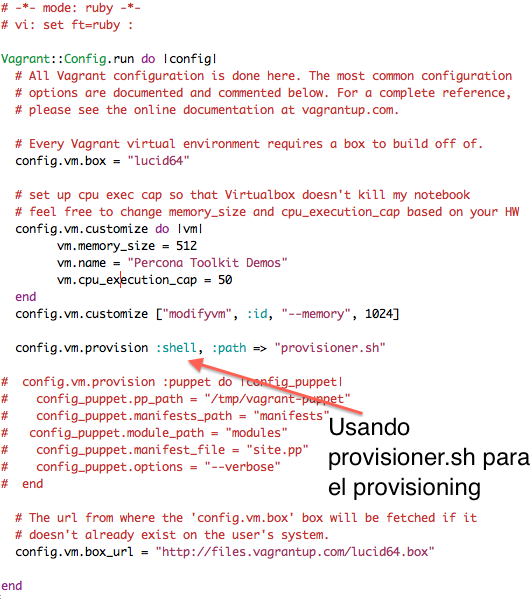 # -*- mode: ruby -*-
# vi: set ft=ruby :
Vagrant::Config.run do |config|
# All Vagrant configuration is done here. The most common configuration
# options are documented and commented below. For a complete reference,
# please see the online documentation at vagrantup.com.
# Every Vagrant virtual environment requires a box to build off of.
config.vm.box = "lucid64"
# set up cpu exec cap so that Virtualbox doesn't kill my notebook
# feel free to change memory_size and cpu_execution_cap based on your HW
config.vm.customize do |vm|
vm.memory_size = 512
vm.name = "Percona Toolkit Demos"
vm.cpu_execution_cap = 50
end
config.vm.customize ["modifyvm", :id, "--memory", 1024]
config.vm.provision :shell, :path => "provisioner.sh"
# config.vm.provision :puppet do |config_puppet|
# config_puppet.pp_path = "/tmp/vagrant-puppet"
# config_puppet.manifests_path = "manifests"
# config_puppet.module_path = "modules"
# config_puppet.manifest_file = "site.pp"
# config_puppet.options = "--verbose"
# end
Usando
provisioner.sh para
el provisioning
# The url from where the 'config.vm.box' box will be fetched if it
# doesn't already exist on the user's system.
config.vm.box_url = "http://files.vagrantup.com/lucid64.box"
end